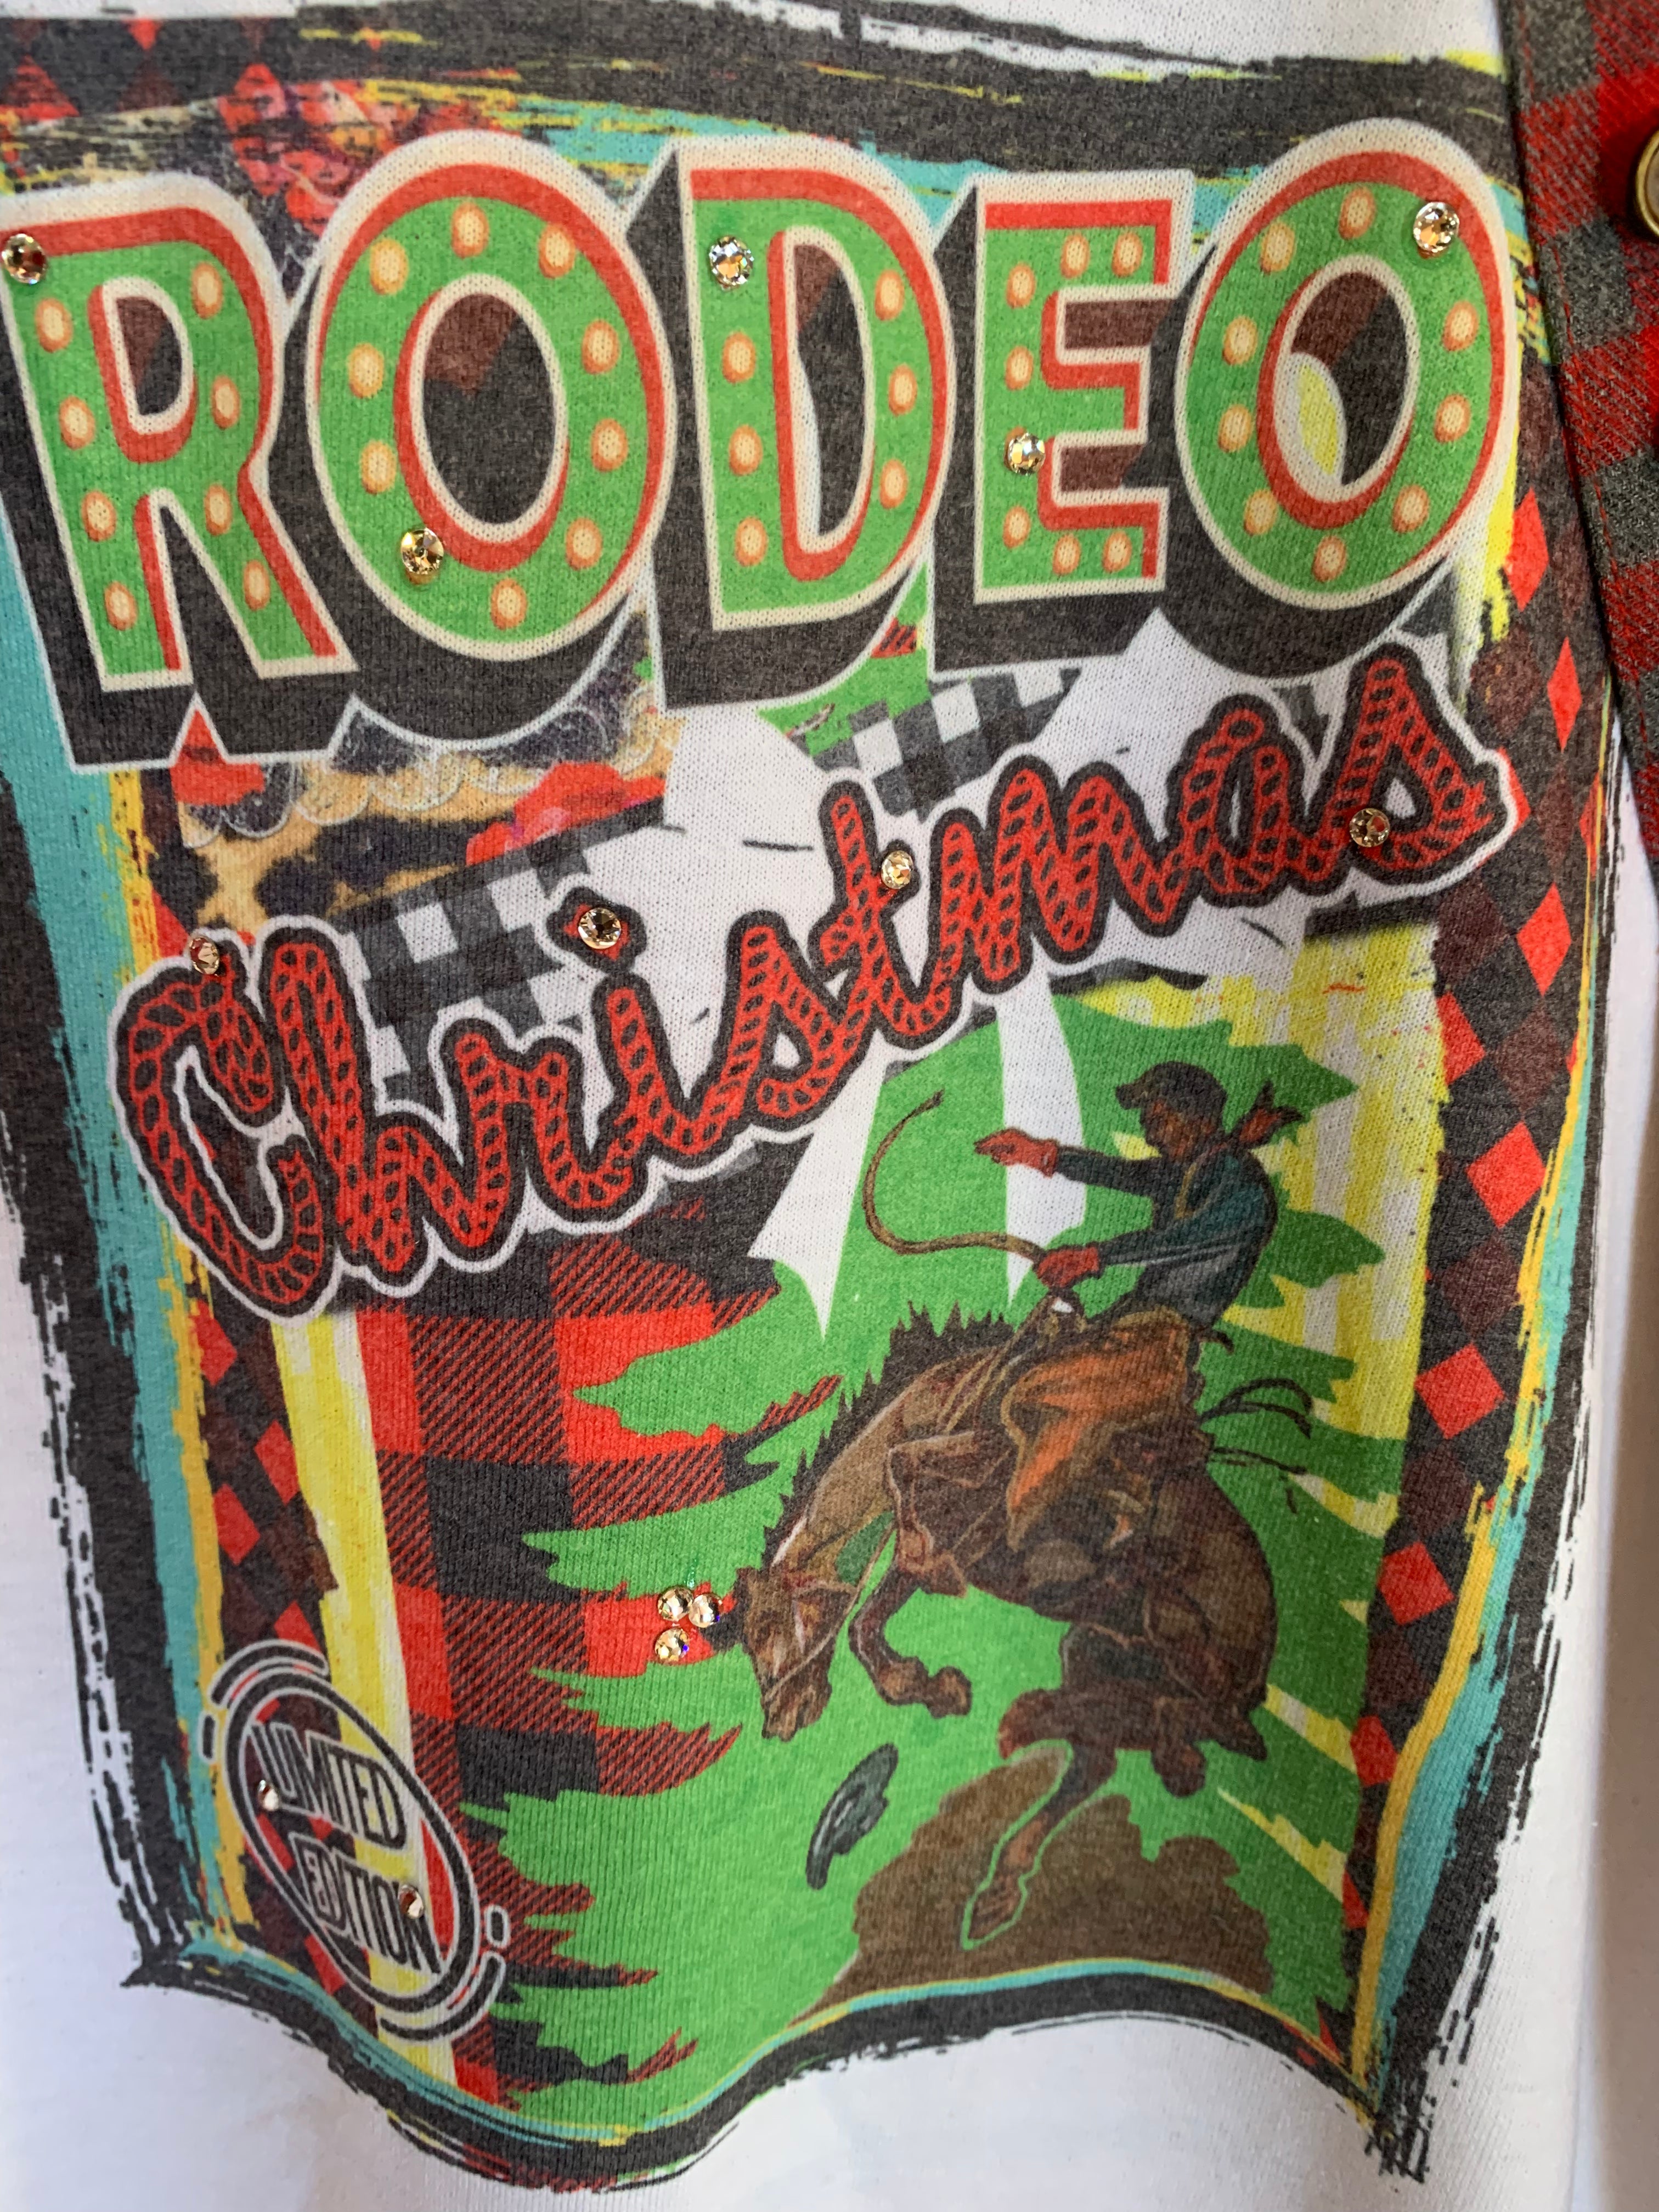 RODEO
Christmas
LIMITED
EDITION